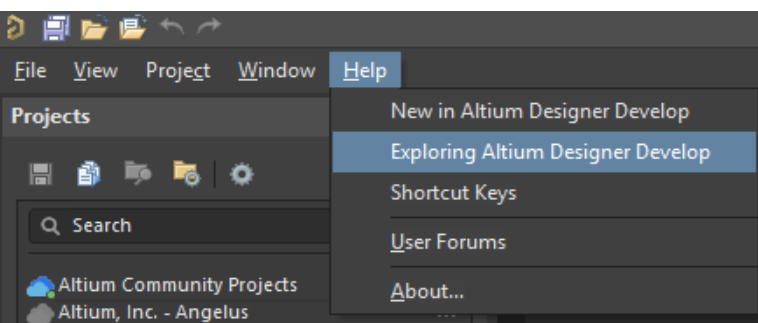 File View Project Window Help
New in Altium Designer Develop
Projects
Exploring Altium Designer Develop
Shortcut Keys
Search
User Forums
Altium Community Projects
About...
Altium, Inc. - Angelus